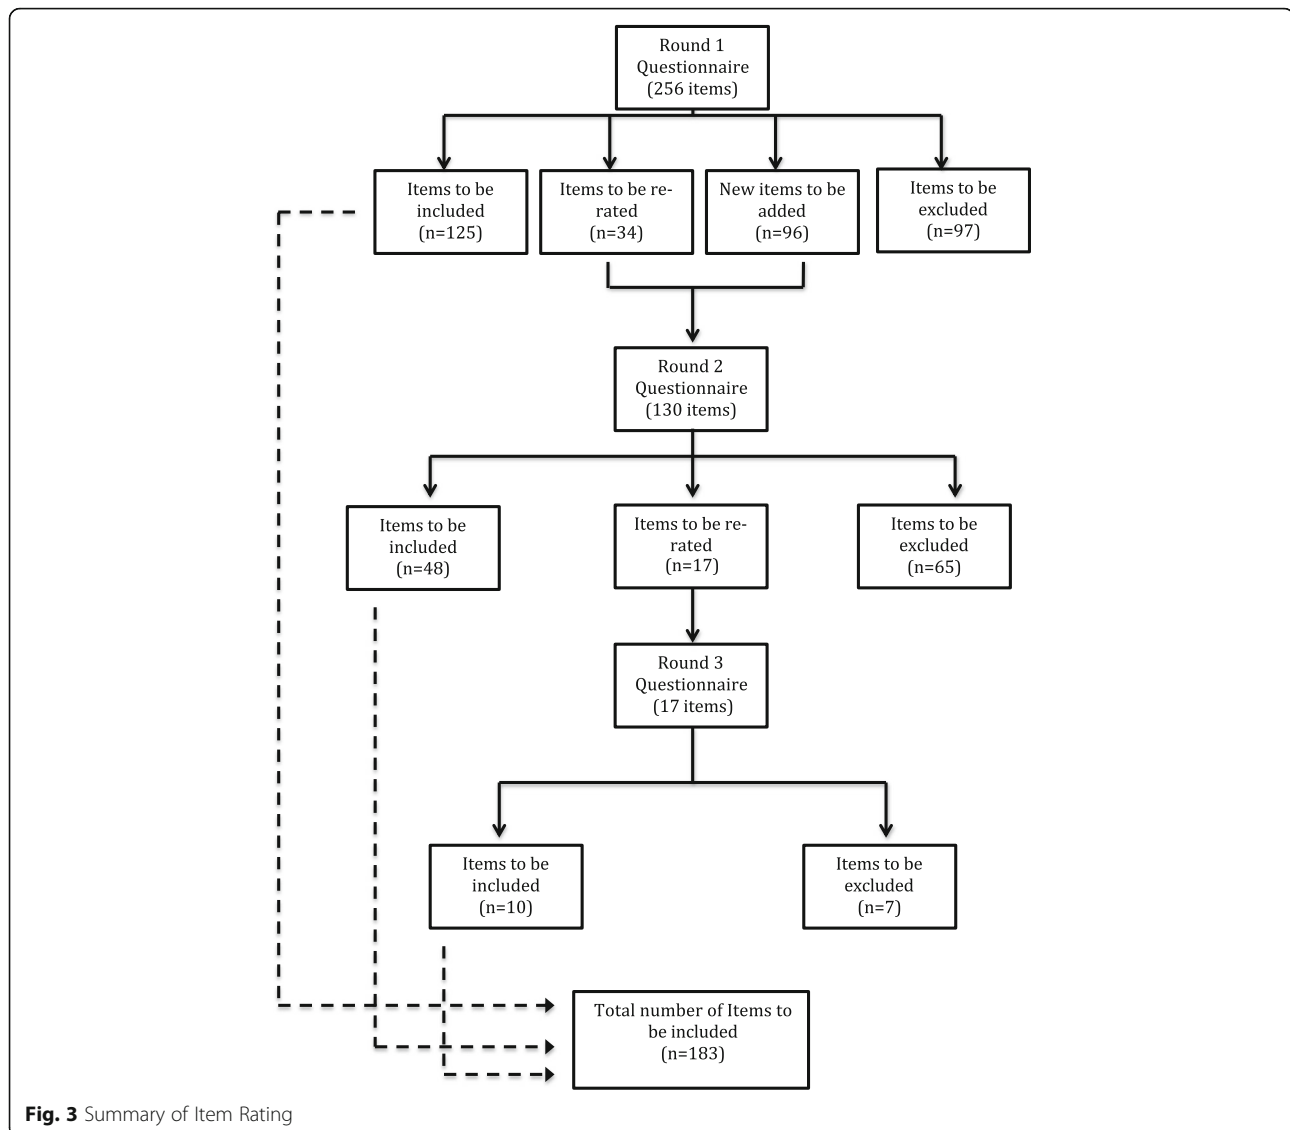 Round 1
Questionnaire
(256 items)
Items to be
included
(n=125)
Items to be re-
rated
(n=34)
New items to be
added
(n=96)
Items to be
excluded
(n=97)
Round 2
Questionnaire
(130 items)
Items to be
included
(n=48)
Items to be re-
rated
(n=17)
Items to be
excluded
(n=65)
Round 3
Questionnaire
(17 items)
Items to be
included
(n=10)
Items to be
excluded
(n=7)
Total number of Items to
be included
(n=183)
Fig. 3 Summary of Item Rating